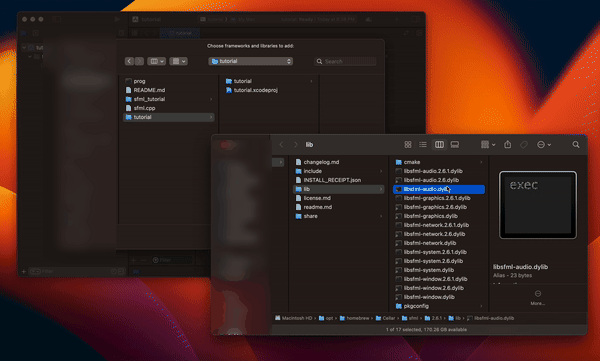 Choose frameworks and libraries to add:
tutorial
Search
prog
README.md
sfml_tutorial
sfml.cpp
tutorial
tutorial
tutorial.xcodeproj
lib
changelog.md
include
INSTALL_RECEIPT.json
lib
license.md
readme.md
share
cmake
libsfml-audio.2.6.1.dylib
libsfml-audio.2.6.dylib
libsfml-audio.dylib
libsfml-graphics.2.6.1.dylib
libsfml-graphics.2.6.dylib
libsfml-graphics.dylib
libsfml-network.2.6.1.dylib
libsfml-network.2.6.dylib
libsfml-network.dylib
libsfml-system.2.6.1.dylib
libsfml-system.2.6.dylib
libsfml-system.dylib
libsfml-window.2.6.1.dylib
libsfml-window.2.6.dylib
libsfml-window.dylib
pkgconfig
exec
libsfml-audio.dylib
Alias - 23 bytes
More...
Macintosh HD › opt › homebrew › Cellar › sfml › 2.6.1 › lib › libsfml-audio.dylib
1 of 17 selected, 170.26 GB available